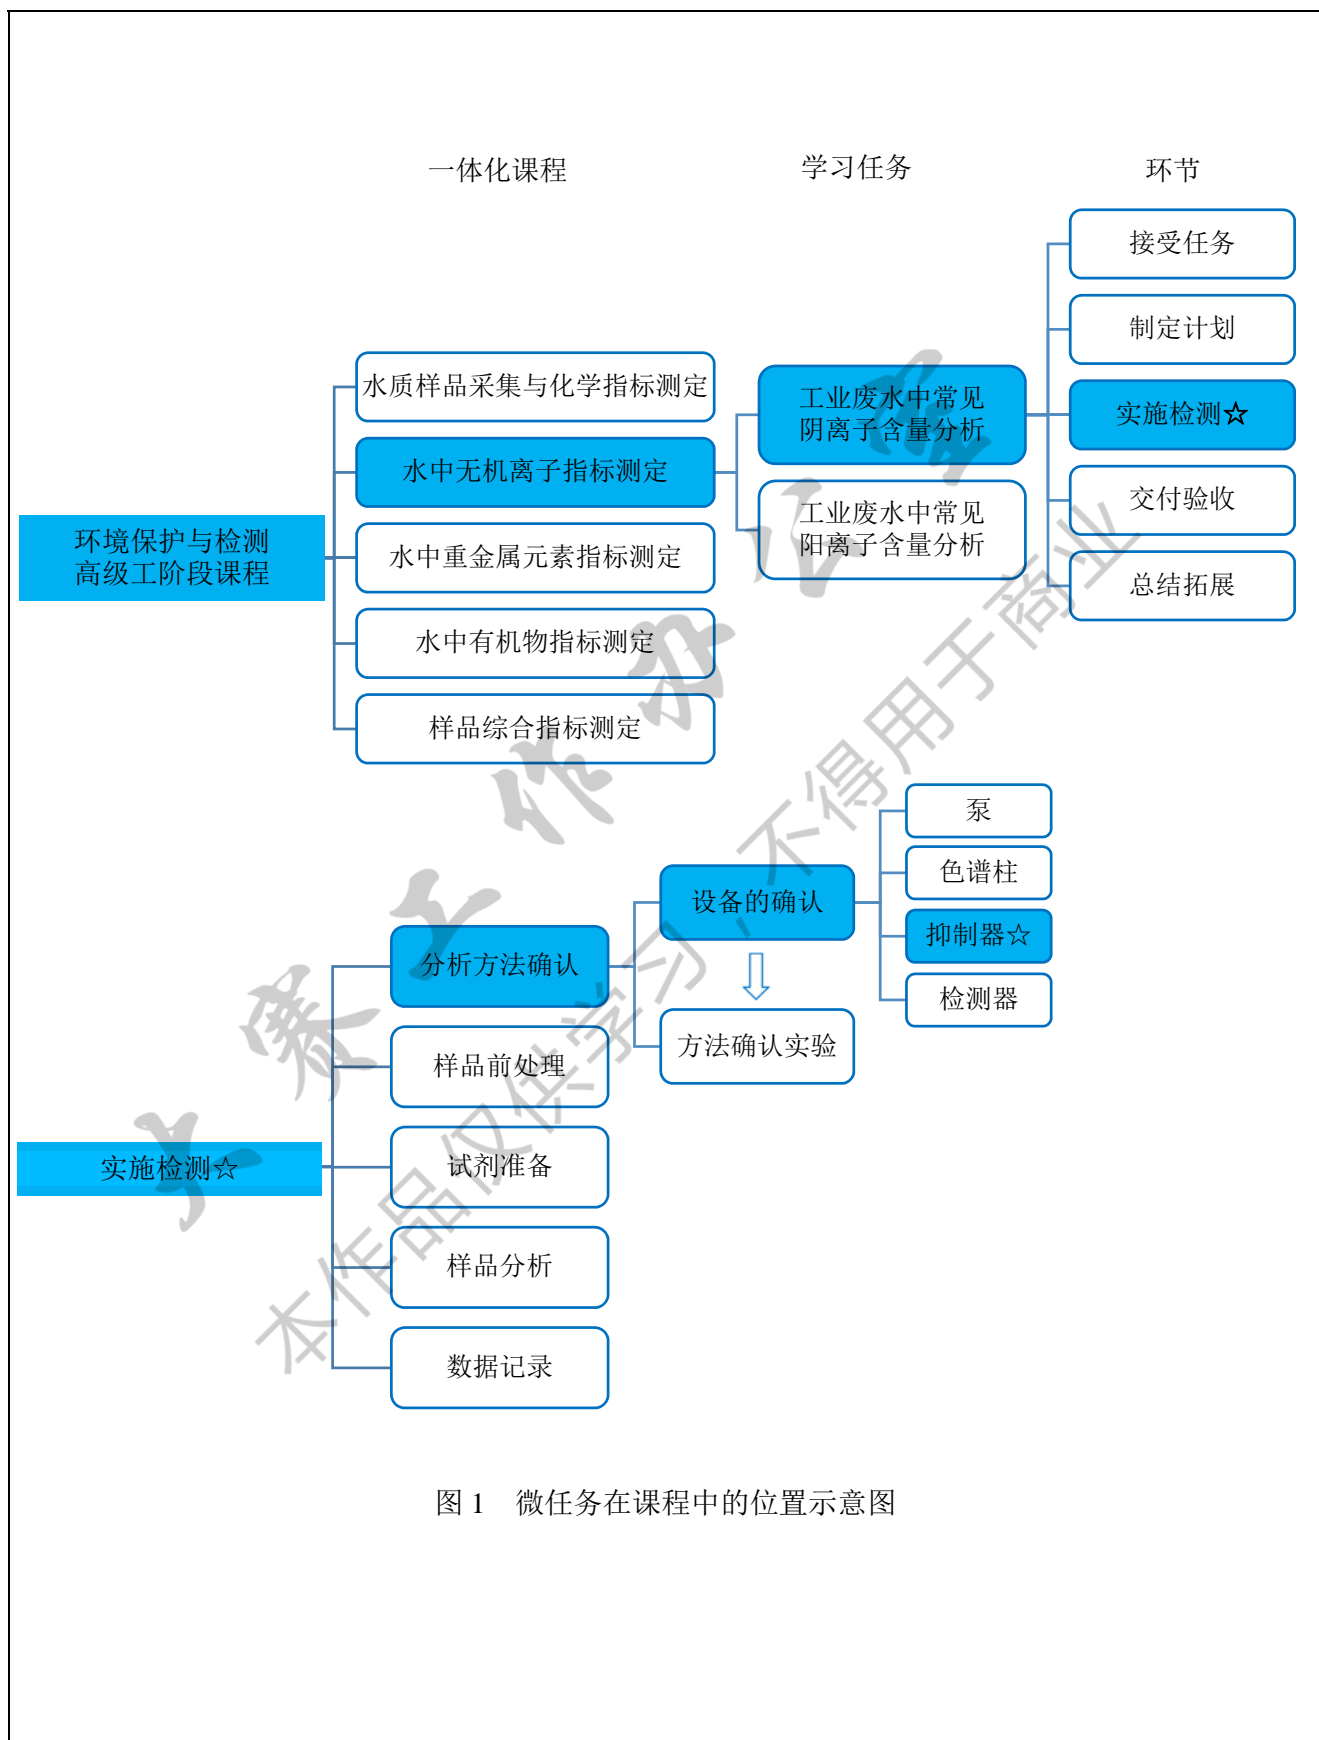 一体化课程
学习任务
环节
接受任务
制定计划
实施检测☆
交付验收
总结拓展
工业废水中常见
阴离子含量分析
工业废水中常见
阳离子含量分析
水质样品采集与化学指标测定
水中无机离子指标测定
水中重金属元素指标测定
水中有机物指标测定
样品综合指标测定
环境保护与检测
高级工阶段课程
泵
色谱柱
抑制器☆
检测器
设备的确认
方法确认实验
分析方法确认
样品前处理
试剂准备
样品分析
数据记录
实施检测☆
图 1 微任务在课程中的位置示意图
大赛工作办公室
本作品仅供学习，不得用于商业